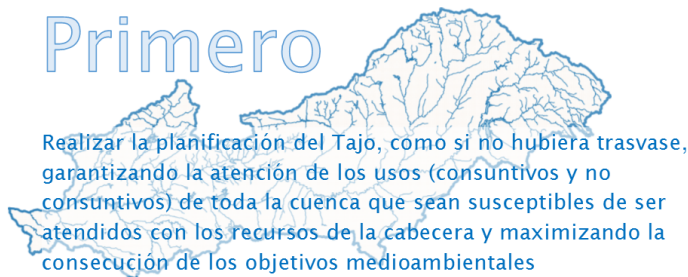 Primero
Realizar la planificación del Tajo, como si no hubiera trasvase,
garantizando la atención de los usos (consuntivos y no
consuntivos) de toda la cuenca que sean susceptibles de ser
atendidos con los recursos de la cabecera y maximizando la
consecución de los objetivos medioambientales